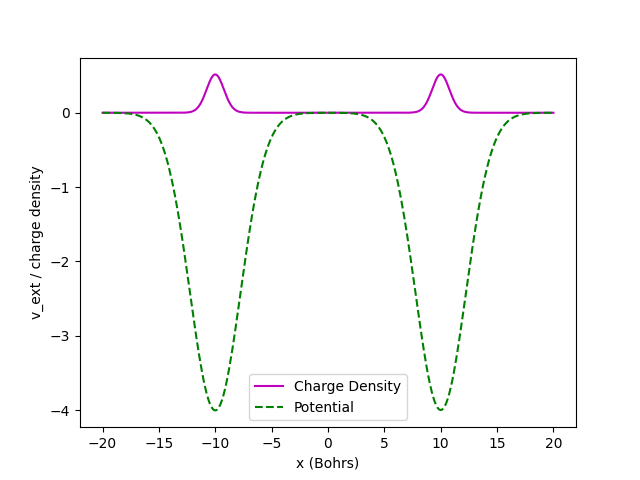 0
−1
−2
−3
−4
v_ext / charge density
Charge Density
Potential
−20 −15 −10 −5 0 5 10 15 20
x (Bohrs)